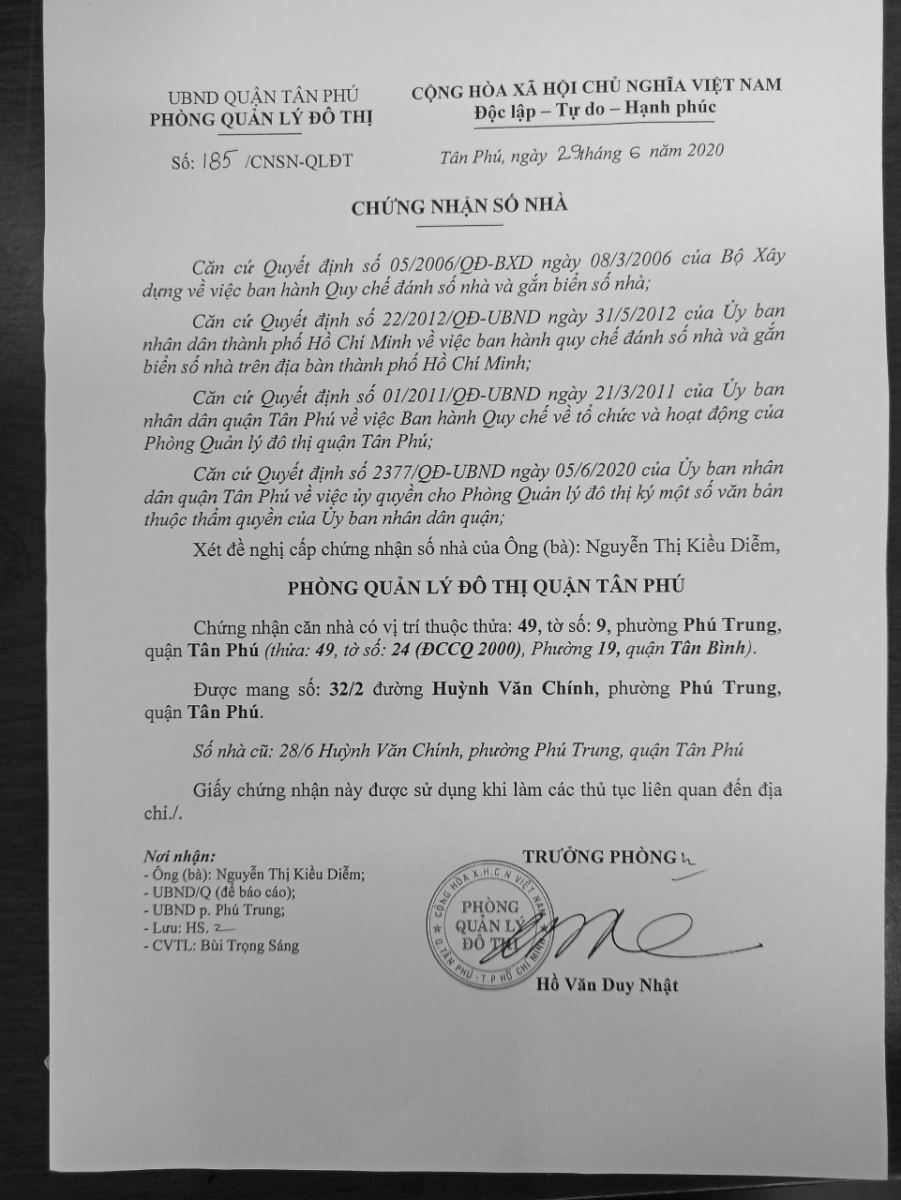 UBND QUẬN TÂN PHÚ
PHÒNG QUẢN LÝ ĐÔ THỊ
Số: 185 /CNSN-QLĐT
CỘNG HÒA XÃ HỘI CHỦ NGHĨA VIỆT NAM
Độc lập – Tự do – Hạnh phúc
Tân Phú, ngày 29 tháng 6 năm 2020
CHỨNG NHẬN SỐ NHÀ
Căn cứ Quyết định số 05/2006/QĐ-BXD ngày 08/3/2006 của Bộ Xây
dựng về việc ban hành Quy chế đánh số nhà và gắn biển số nhà;
Căn cứ Quyết định số 22/2012/QĐ-UBND ngày 31/5/2012 của Ủy ban
nhân dân thành phố Hồ Chí Minh về việc ban hành quy chế đánh số nhà và gắn
biển số nhà trên địa bàn thành phố Hồ Chí Minh;
Căn cứ Quyết định số 01/2011/QĐ-UBND ngày 21/3/2011 của Ủy ban
nhân dân quận Tân Phú về việc Ban hành Quy chế về tổ chức và hoạt động của
Phòng Quản lý đô thị quận Tân Phú;
Căn cứ Quyết định số 2377/QĐ-UBND ngày 05/6/2020 của Ủy ban nhân
dân quận Tân Phú về việc ủy quyền cho Phòng Quản lý đô thị ký một số văn bản
thuộc thẩm quyền của Ủy ban nhân dân quận;
Xét đề nghị cấp chứng nhận số nhà của Ông (bà): Nguyễn Thị Kiều Diễm,
PHÒNG QUẢN LÝ ĐÔ THỊ QUẬN TÂN PHÚ
Chứng nhận căn nhà có vị trí thuộc thửa: 49, tờ số: 9, phường Phú Trung,
quận Tân Phú (thửa: 49, tờ số: 24 (ĐCCQ 2000), Phường 19, quận Tân Bình).
Được mang số: 32/2 đường Huỳnh Văn Chính, phường Phú Trung,
quận Tân Phú.
Số nhà cũ: 28/6 Huỳnh Văn Chính, phường Phú Trung, quận Tân Phú
Giấy chứng nhận này được sử dụng khi làm các thủ tục liên quan đến địa
chỉ./.
Nơi nhận:
- Ông (bà): Nguyễn Thị Kiều Diễm;
- UBND/Q (để báo cáo);
- UBND p. Phú Trung;
- Lưu: HS. 2
- CVTL: Bùi Trọng Sáng
TRƯỞNG PHÒNG
CỘNG HÒA X.H.C.N VIỆT NAM
PHÒNG
QUẢN LÝ
ĐÔ THỊ
Q.TÂN PHÚ - T.P HỒ CHÍ MINH
Hồ Văn Duy Nhật